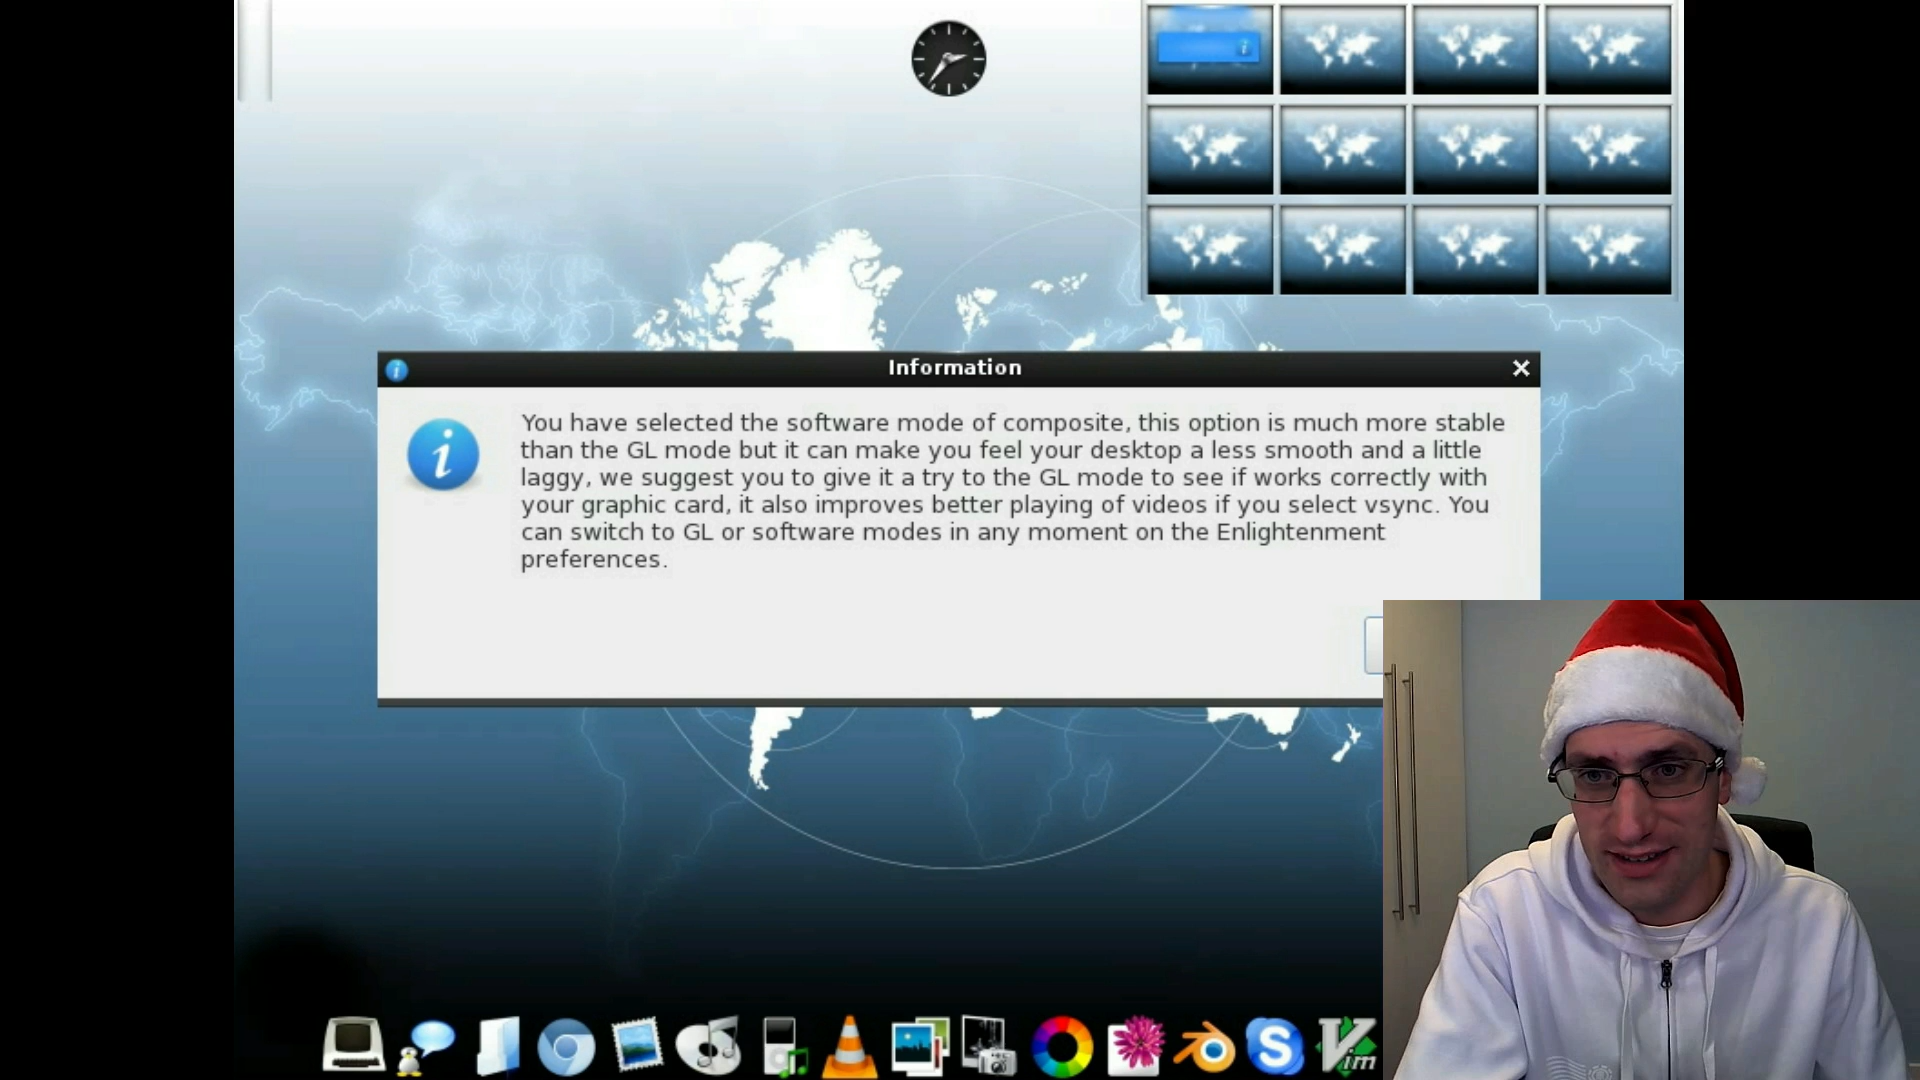 Information
You have selected the software mode of composite, this option is much more stable
than the GL mode but it can make you feel your desktop a less smooth and a little
laggy, we suggest you to give it a try to the GL mode to see if works correctly with
your graphic card, it also improves better playing of videos if you select vsync. You
can switch to GL or software modes in any moment on the Enlightenment
preferences.
Vim